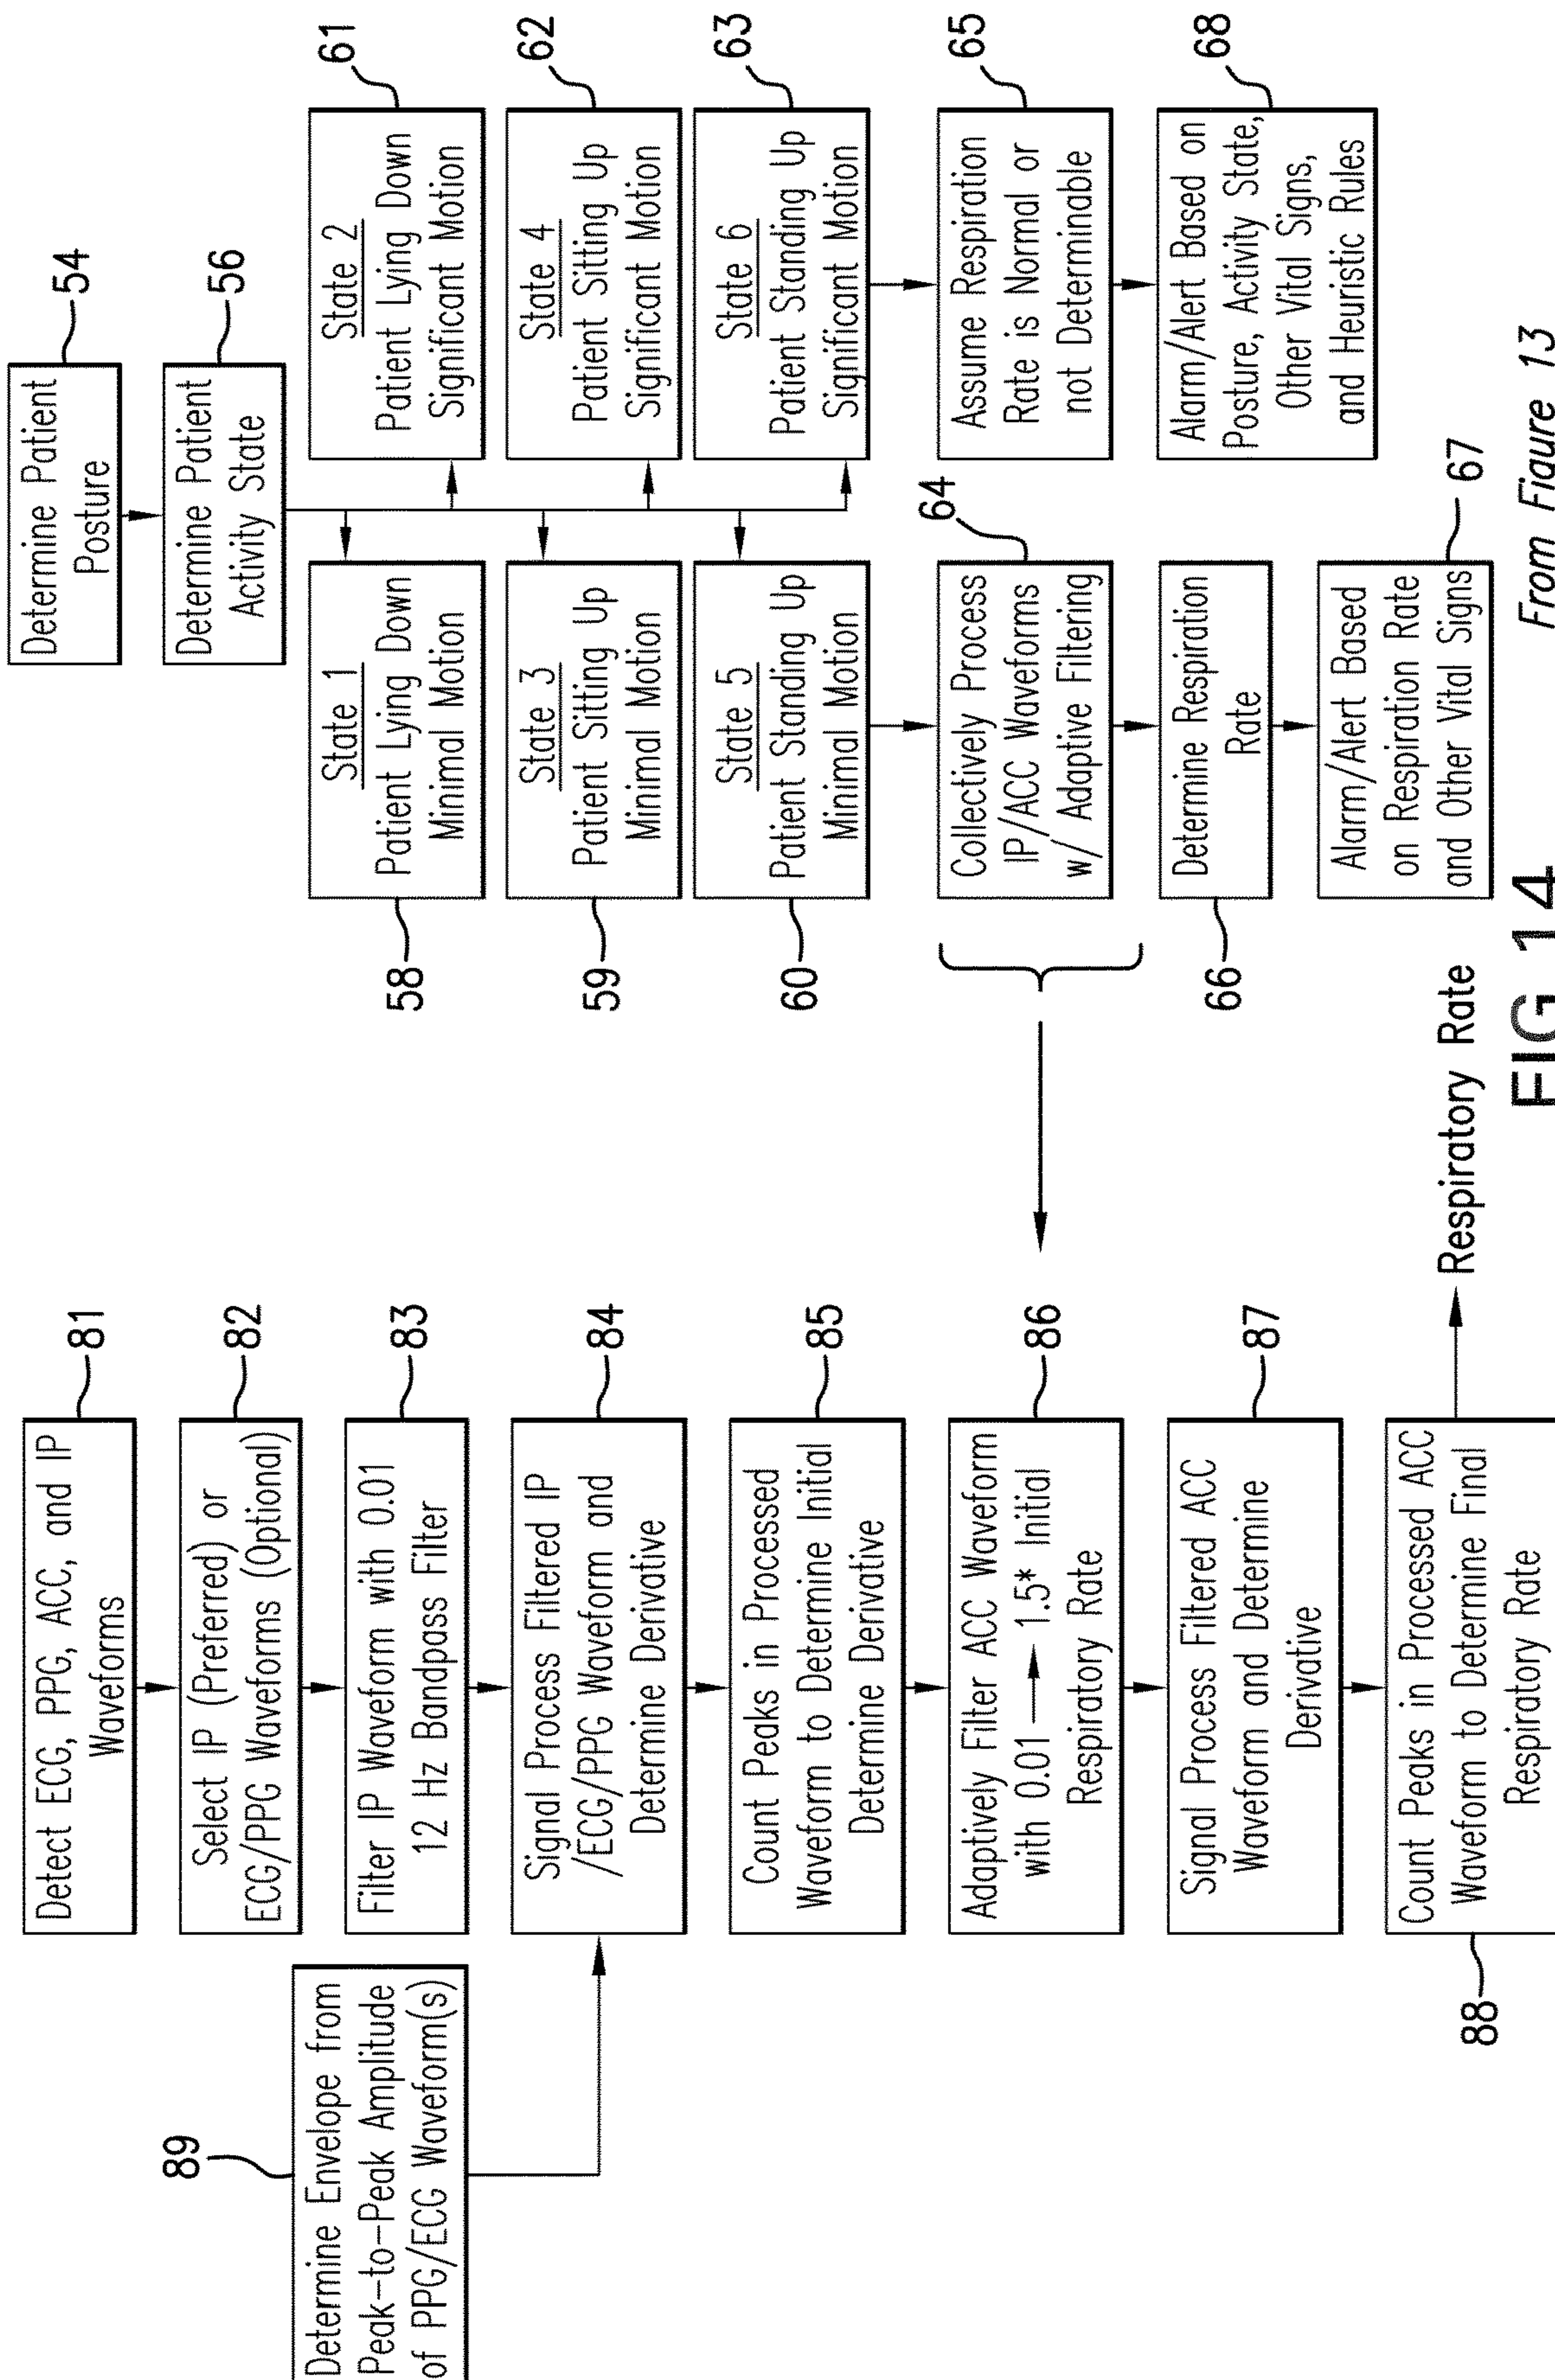 Determine Envelope from
Peak-to-Peak Amplitude
of PPG/ECG Waveform(s)
89
Detect ECG, PPG, ACC, and IP
Waveforms
81
Select IP (Preferred) or
ECG/PPG Waveforms (Optional)
82
Filter IP Waveform with 0.01
12 Hz Bandpass Filter
83
Signal Process Filtered IP
/ECG/PPG Waveform and
Determine Derivative
84
Count Peaks in Processed
Waveform to Determine Initial
Determine Derivative
85
Adaptively Filter ACC Waveform
with 0.01 → 1.5* Initial
Respiratory Rate
86
Signal Process Filtered ACC
Waveform and Determine
Derivative
87
Count Peaks in Processed ACC
Waveform to Determine Final
Respiratory Rate
88
Respiratory Rate
Determine Patient
Posture
54
Determine Patient
Activity State
56
State 1
Patient Lying Down
Minimal Motion
58
State 2
Patient Lying Down
Significant Motion
61
State 3
Patient Sitting Up
Minimal Motion
59
State 4
Patient Sitting Up
Significant Motion
62
State 5
Patient Standing Up
Minimal Motion
60
State 6
Patient Standing Up
Significant Motion
63
Collectively Process
IP/ACC Waveforms
w/ Adaptive Filtering
64
Assume Respiration
Rate is Normal or
not Determinable
65
Determine Respiration
Rate
66
Alarm/Alert Based
on Respiration Rate
and Other Vital Signs
67
Alarm/Alert Based on
Posture, Activity State,
Other Vital Signs,
and Heuristic Rules
68
From Figure 13
FIG 14